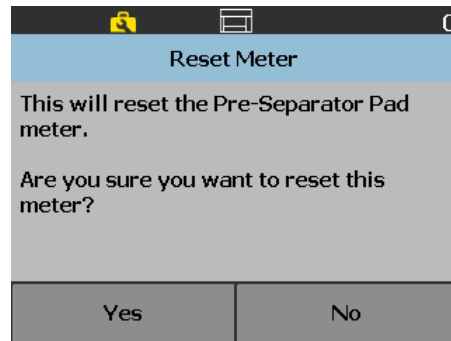 Reset Meter
This will reset the Pre-Separator Pad
meter.
Are you sure you want to reset this
meter?
Yes
No